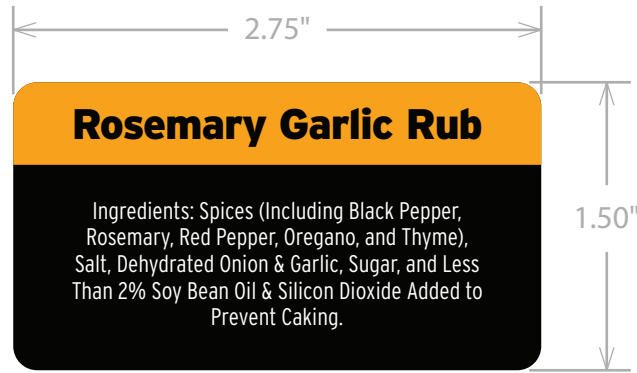 2.75"
Rosemary Garlic Rub
1.50"
Ingredients: Spices (Including Black Pepper,
Rosemary, Red Pepper, Oregano, and Thyme),
Salt, Dehydrated Onion & Garlic, Sugar, and Less
Than 2% Soy Bean Oil & Silicon Dioxide Added to
Prevent Caking.